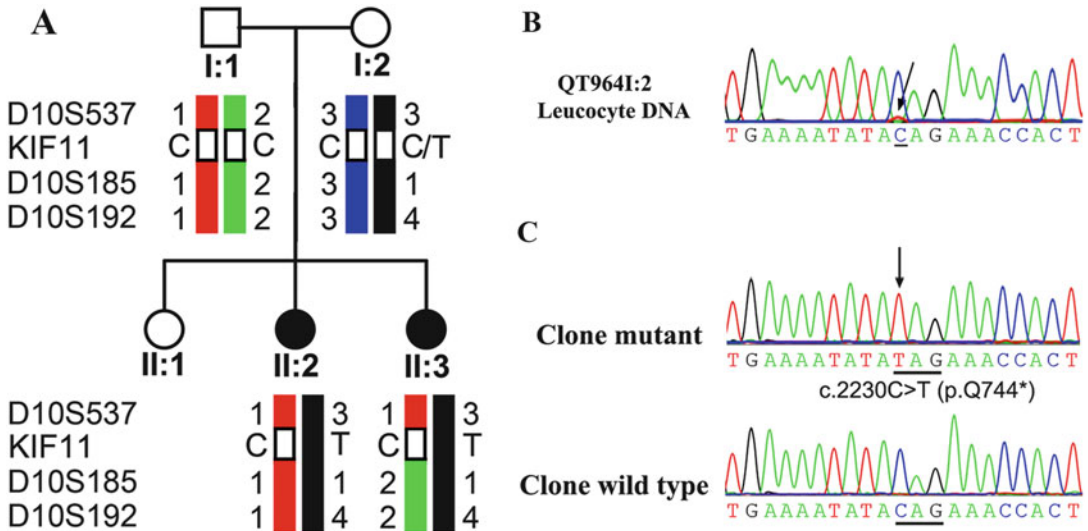 A
I:1 I:2
D10S537 1 2 3 3
KIF11 C C C C/T
D10S185 1 2 3 1
D10S192 1 2 3 4
II:1 II:2 II:3
D10S537 1 3 1 3
KIF11 C T C T
D10S185 1 1 2 1
D10S192 1 4 2 4
B
QT964I:2
Leucocyte DNA
TGAAAATATACAGAAACCACT
C
Clone mutant
TGAAAATATATAGAAACCACT
c.2230C>T (p.Q744*)
Clone wild type
TGAAAATATACAGAAACCACT